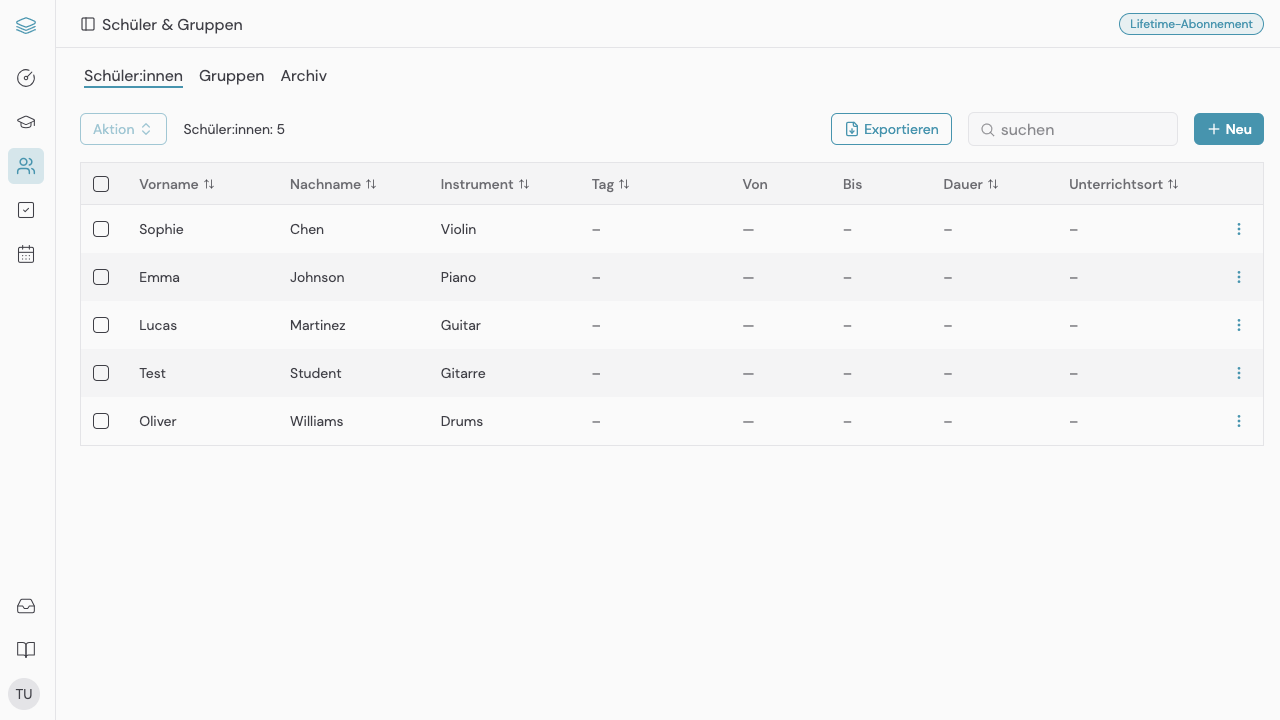 Schüler & Gruppen
Lifetime-Abonnement
Schüler:innen Gruppen Archiv
Aktion Schüler:innen: 5 Exportieren suchen Neu
Vorname Nachname Instrument Tag Von Bis Dauer Unterrichtsort
Sophie Chen Violin – — – – –
Emma Johnson Piano – — – – –
Lucas Martinez Guitar – — – – –
Test Student Gitarre – — – – –
Oliver Williams Drums – — – – –
TU